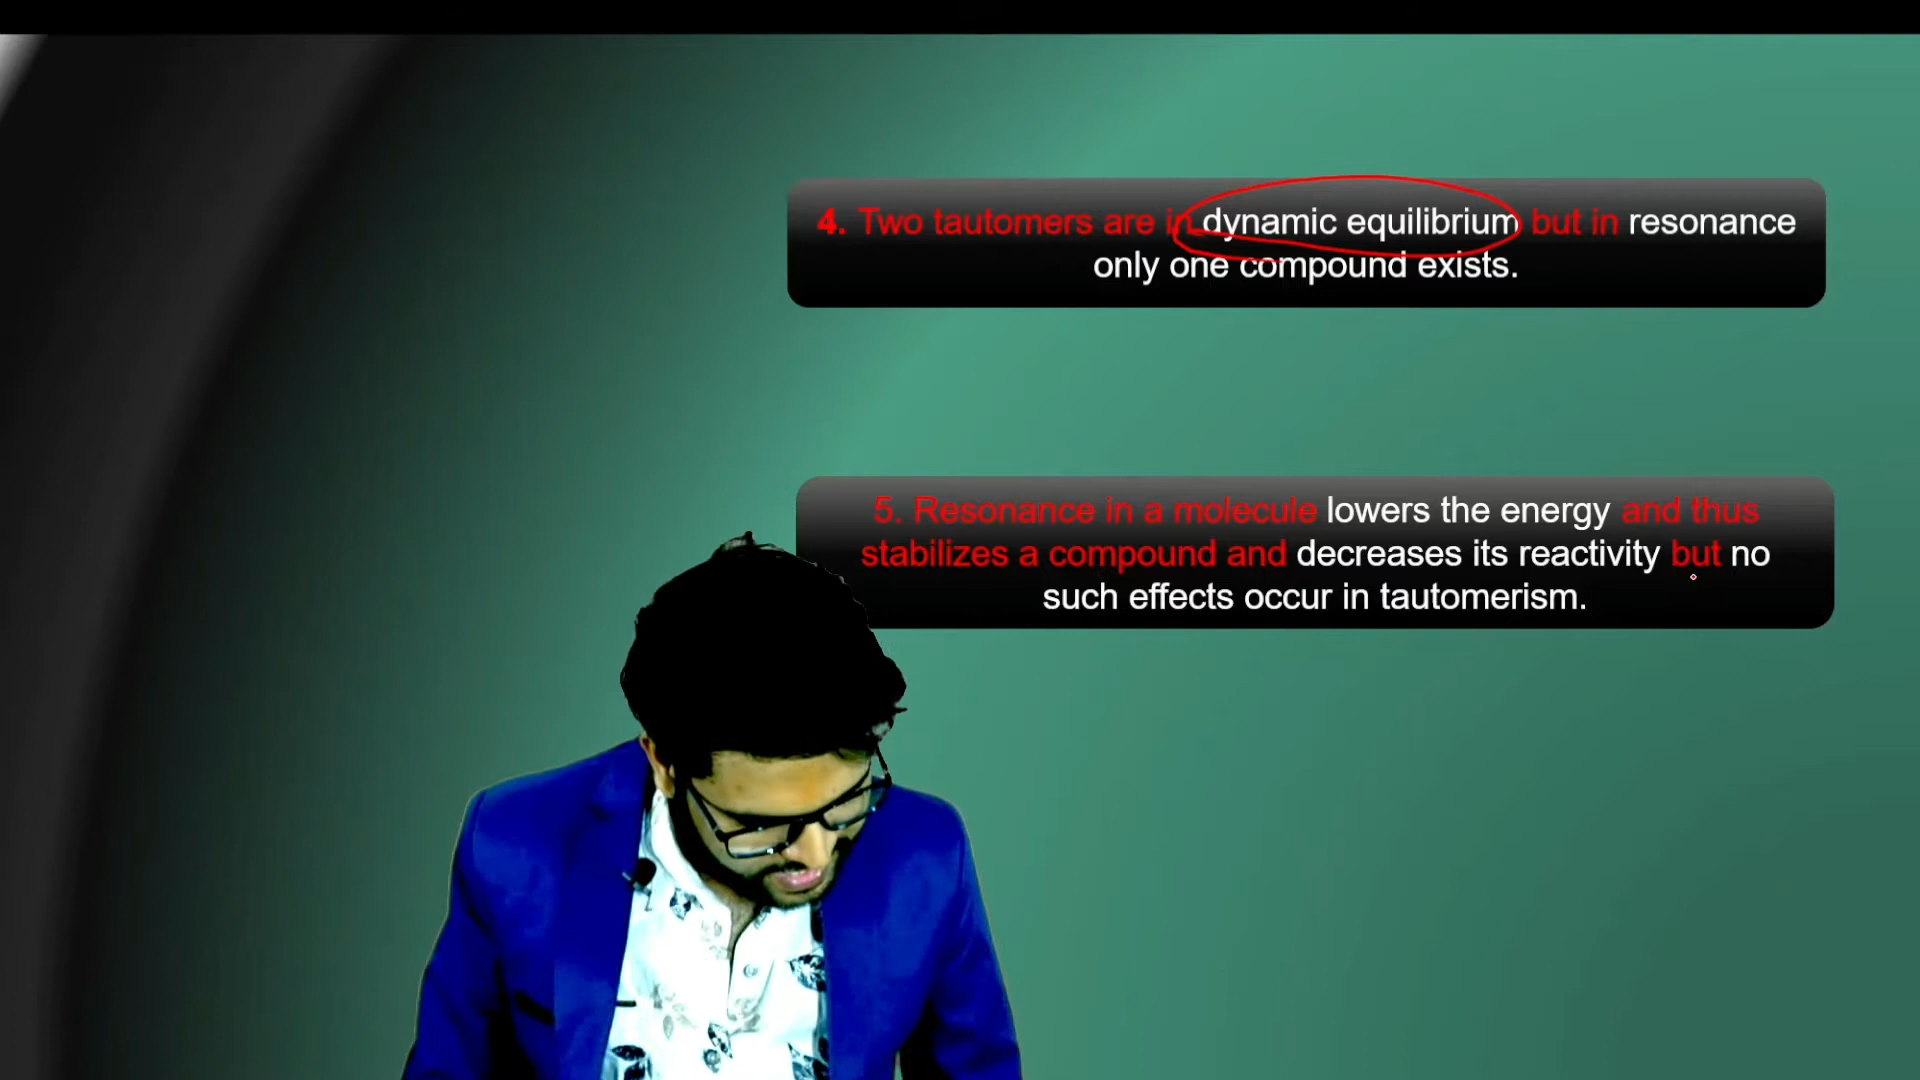 4. Two tautomers are in dynamic equilibrium but in resonance
only one compound exists.
5. Resonance in a molecule lowers the energy and thus
stabilizes a compound and decreases its reactivity but no
such effects occur in tautomerism.